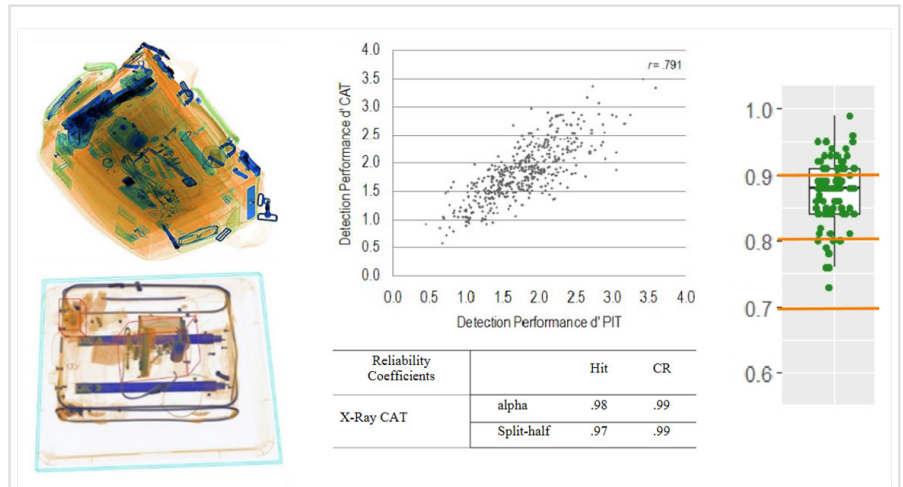 4.0
3.5
3.0
2.5
2.0
1.5
1.0
0.5
0.0
Detection Performance d' CAT
r= .791
0.0 0.5 1.0 1.5 2.0 2.5 3.0 3.5 4.0
Detection Performance d' PIT
Reliability
Coefficients
Hit CR
X-Ray CAT
alpha .98 .99
Split-half .97 .99
1.0
0.9
0.8
0.7
0.6